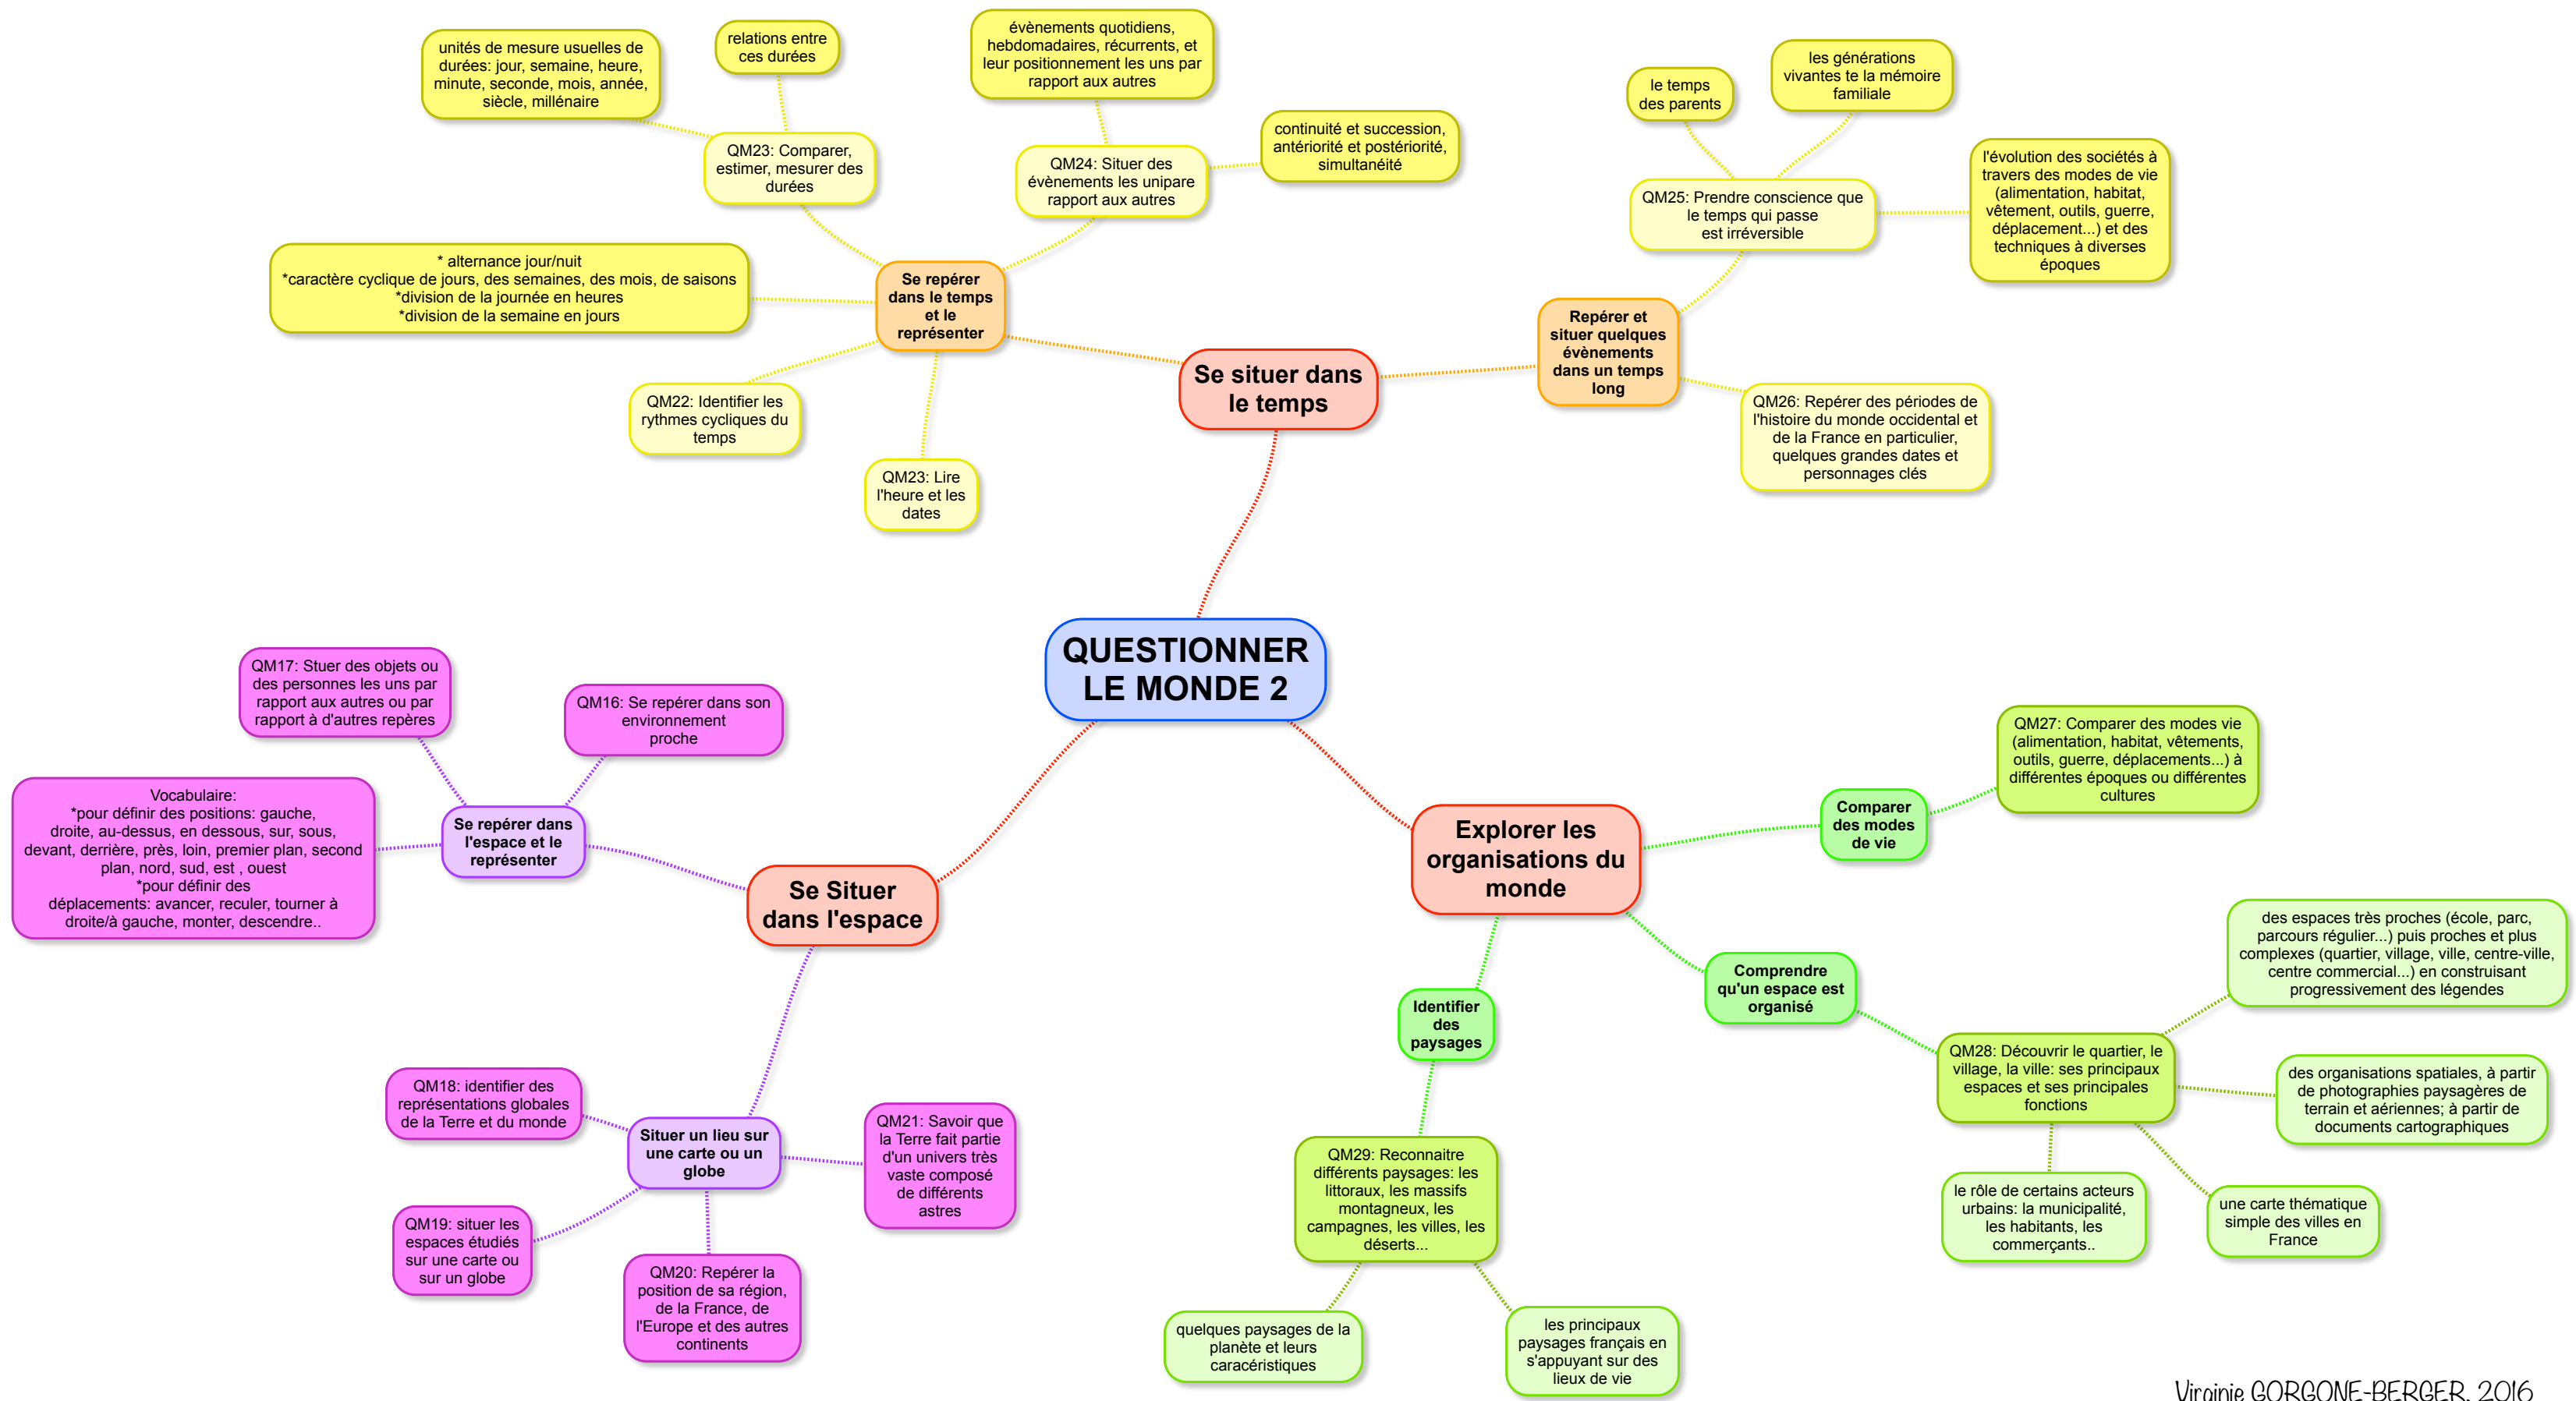 unités de mesure usuelles de
durées: jour, semaine, heure,
minute, seconde, mois, année,
siècle, millénaire
relations entre
ces durées
évènements quotidiens,
hebdomadaires, récurrents, et
leur positionnement les uns par
rapport aux autres
continuité et succession,
antériorité et postériorité,
simultanéité
QM23: Comparer,
estimer, mesurer des
durées
QM24: Situer des
évènements les unipare
rapport aux autres
* alternance jour/nuit
*caractère cyclique de jours, des semaines, des mois, de saisons
*division de la journée en heures
*division de la semaine en jours
Se repérer
dans le temps
et le
représenter
QM22: Identifier les
rythmes cycliques du
temps
QM23: Lire
l'heure et les
dates
Se situer dans
le temps
le temps
des parents
les générations
vivantes te la mémoire
familiale
l'évolution des sociétés à
travers des modes de vie
(alimentation, habitat,
vêtement, outils, guerre,
déplacement...) et des
techniques à diverses
époques
QM25: Prendre conscience que
le temps qui passe
est irréversible
Repérer et
situer quelques
évènements
dans un temps
long
QM26: Repérer des périodes de
l'histoire du monde occidental et
de la France en particulier,
quelques grandes dates et
personnages clés
QUESTIONNER
LE MONDE 2
QM17: Stuer des objets ou
des personnes les uns par
rapport aux autres ou par
rapport à d'autres repères
QM16: Se repérer dans son
environnement
proche
Vocabulaire:
*pour définir des positions: gauche,
droite, au-dessus, en dessous, sur, sous,
devant, derrière, près, loin, premier plan, second
plan, nord, sud, est , ouest
*pour définir des
déplacements: avancer, reculer, tourner à
droite/à gauche, monter, descendre..
Se repérer dans
l'espace et le
représenter
Se Situer
dans l'espace
QM18: identifier des
représentations globales
de la Terre et du monde
Situer un lieu sur
une carte ou un
globe
QM21: Savoir que
la Terre fait partie
d'un univers très
vaste composé
de différents
astres
QM19: situer les
espaces étudiés
sur une carte ou
sur un globe
QM20: Repérer la
position de sa région,
de la France, de
l'Europe et des autres
continents
Explorer les
organisations du
monde
Comparer
des modes
de vie
QM27: Comparer des modes vie
(alimentation, habitat, vêtements,
outils, guerre, déplacements...) à
différentes époques ou différentes
cultures
Comprendre
qu'un espace est
organisé
des espaces très proches (école, parc,
parcours régulier...) puis proches et plus
complexes (quartier, village, ville, centre-ville,
centre commercial...) en construisant
progressivement des légendes
QM28: Découvrir le quartier, le
village, la ville: ses principaux
espaces et ses principales
fonctions
des organisations spatiales, à partir
de photographies paysagères de
terrain et aériennes; à partir de
documents cartographiques
le rôle de certains acteurs
urbains: la municipalité,
les habitants, les
commerçants..
une carte thématique
simple des villes en
France
Identifier
des
paysages
QM29: Reconnaitre
différents paysages: les
littoraux, les massifs
montagneux, les
campagnes, les villes, les
déserts...
quelques paysages de la
planète et leurs
caracéristiques
les principaux
paysages français en
s'appuyant sur des
lieux de vie
Virginie GORGONE-BERGER, 2016